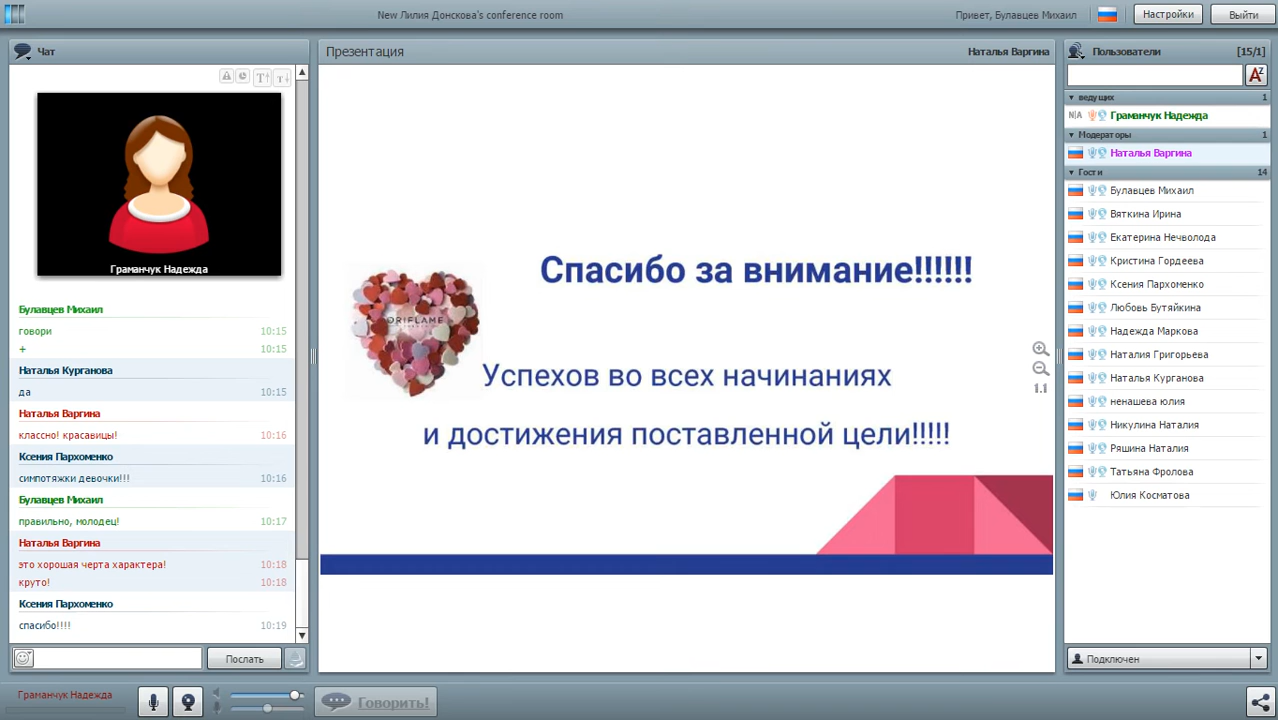 New Лилия Донскова's conference room
Привет, Булавцев Михаил
Настройки
Выйти
Чат
Граманчук Надежда
Булавцев Михаил
говори 10:15
+ 10:15
Наталья Курганова
да 10:15
Наталья Варгина
классно! красавицы! 10:16
Ксения Пархоменко
симпотяжки девочки!!! 10:16
Булавцев Михаил
правильно, молодец! 10:17
Наталья Варгина
это хорошая черта характера! 10:18
круто! 10:18
Ксения Пархоменко
спасибо!!!! 10:19
Послать
Презентация
Наталья Варгина
Спасибо за внимание!!!!!!
ORIFLAME
Успехов во всех начинаниях
и достижения поставленной цели!!!!!
1.1
Пользователи [15/1]
ведущих 1
N|A Граманчук Надежда
Модераторы 1
Наталья Варгина
Гости 14
Булавцев Михаил
Вяткина Ирина
Екатерина Нечволода
Кристина Гордеева
Ксения Пархоменко
Любовь Бутяйкина
Надежда Маркова
Наталия Григорьева
Наталья Курганова
ненашева юлия
Никулина Наталия
Ряшина Наталия
Татьяна Фролова
Юлия Косматова
Подключен
Граманчук Надежда
Говорить!